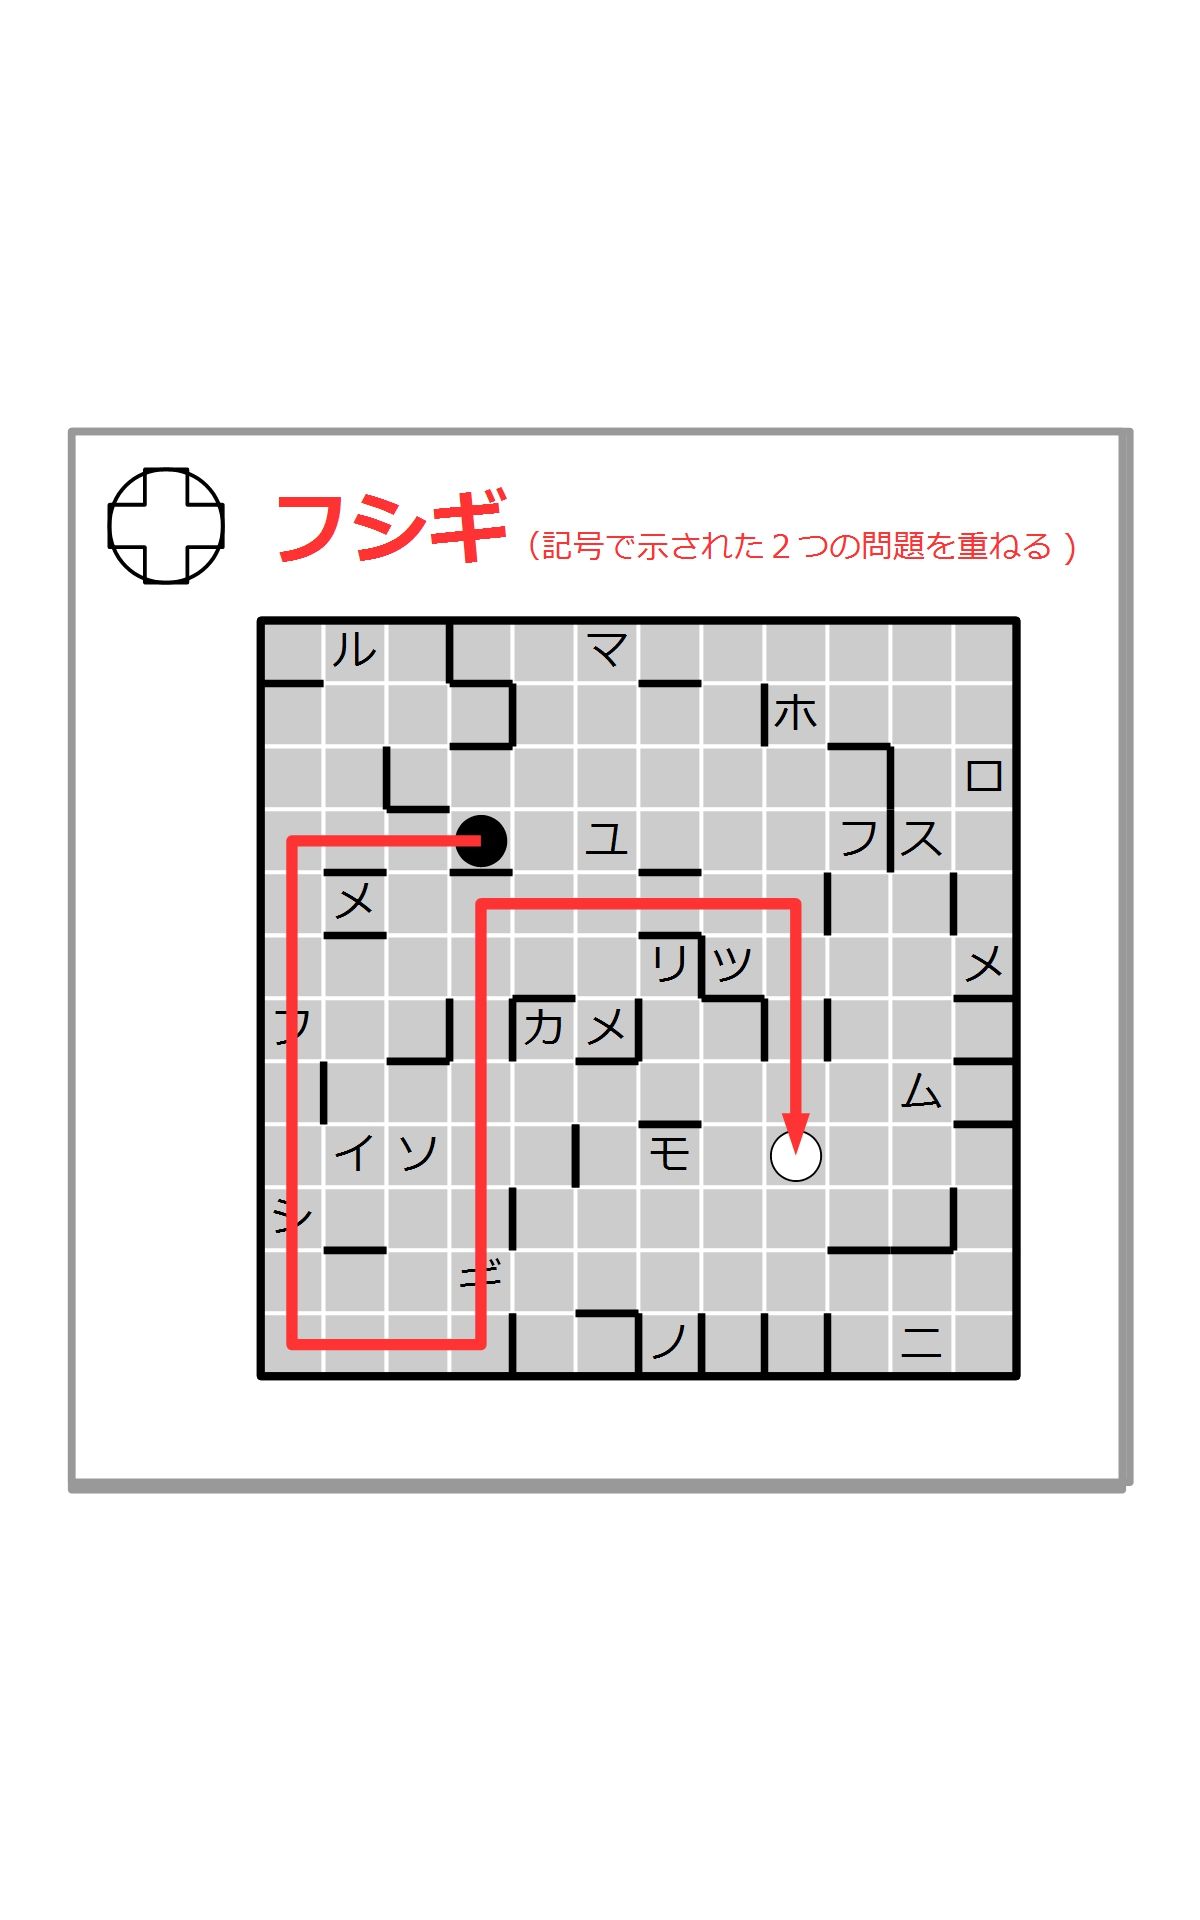 フシギ(記号で示された2つの問題を重ねる )
ル マ
ホ
ロ
ユ フ ス
メ
リ ツ メ
フ カ メ
ム
イ ソ モ
シ
ギ
ノ ニ